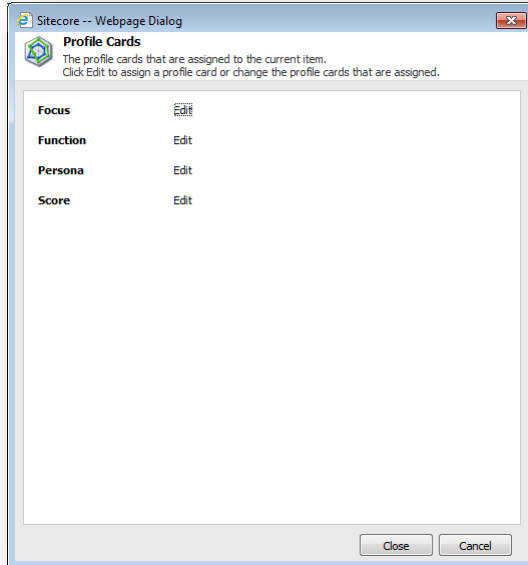 Sitecore -- Webpage Dialog
Profile Cards
The profile cards that are assigned to the current item.
Click Edit to assign a profile card or change the profile cards that are assigned.
Focus Edit
Function Edit
Persona Edit
Score Edit
Close Cancel